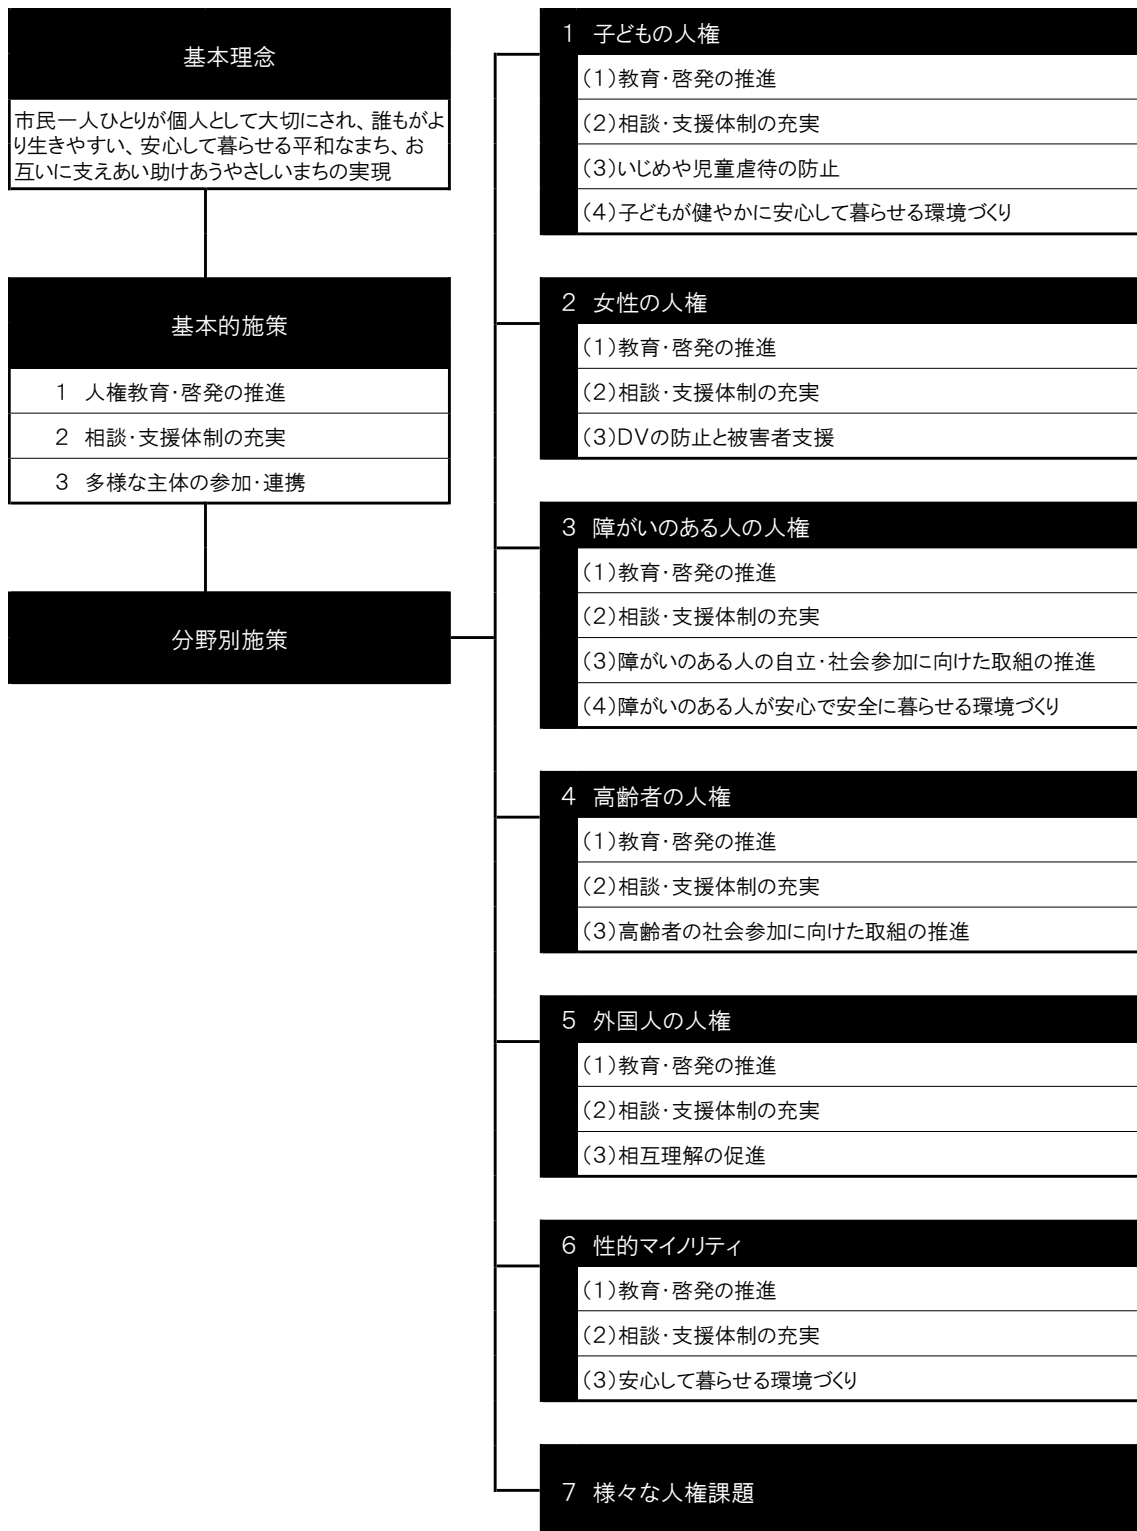 基本理念
市民一人ひとりが個人として大切にされ、誰もがよ
り生きやすい、安心して暮らせる平和なまち、お
互いに支えあい助けあうやさしいまちの実現
基本的施策
1 人権教育・啓発の推進
2 相談・支援体制の充実
3 多様な主体の参加・連携
分野別施策
1 子どもの人権
(1)教育・啓発の推進
(2)相談・支援体制の充実
(3)いじめや児童虐待の防止
(4)子どもが健やかに安心して暮らせる環境づくり
2 女性の人権
(1)教育・啓発の推進
(2)相談・支援体制の充実
(3)DVの防止と被害者支援
3 障がいのある人の人権
(1)教育・啓発の推進
(2)相談・支援体制の充実
(3)障がいのある人の自立・社会参加に向けた取組の推進
(4)障がいのある人が安心で安全に暮らせる環境づくり
4 高齢者の人権
(1)教育・啓発の推進
(2)相談・支援体制の充実
(3)高齢者の社会参加に向けた取組の推進
5 外国人の人権
(1)教育・啓発の推進
(2)相談・支援体制の充実
(3)相互理解の促進
6 性的マイノリティ
(1)教育・啓発の推進
(2)相談・支援体制の充実
(3)安心して暮らせる環境づくり
7 様々な人権課題